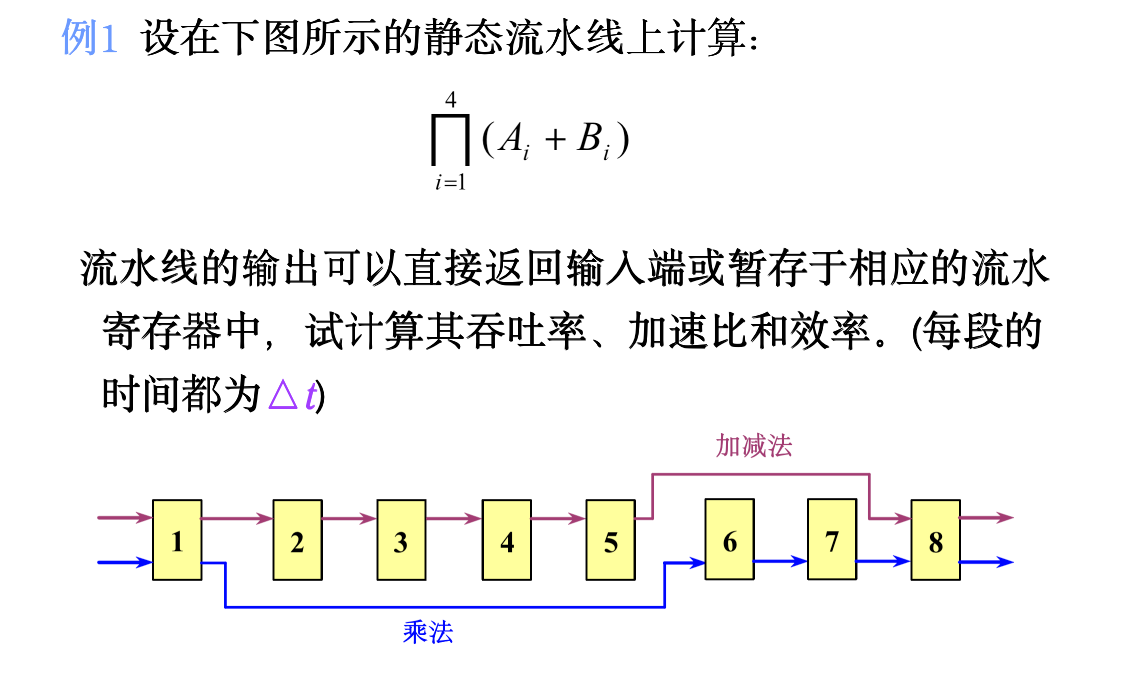 例1 设在下图所示的静态流水线上计算：
4
∏ (A_i + B_i)
i=1
流水线的输出可以直接返回输入端或暂存于相应的流水
寄存器中，试计算其吞吐率、加速比和效率。(每段的
时间都为△t)
加减法
1 2 3 4 5 6 7 8
乘法